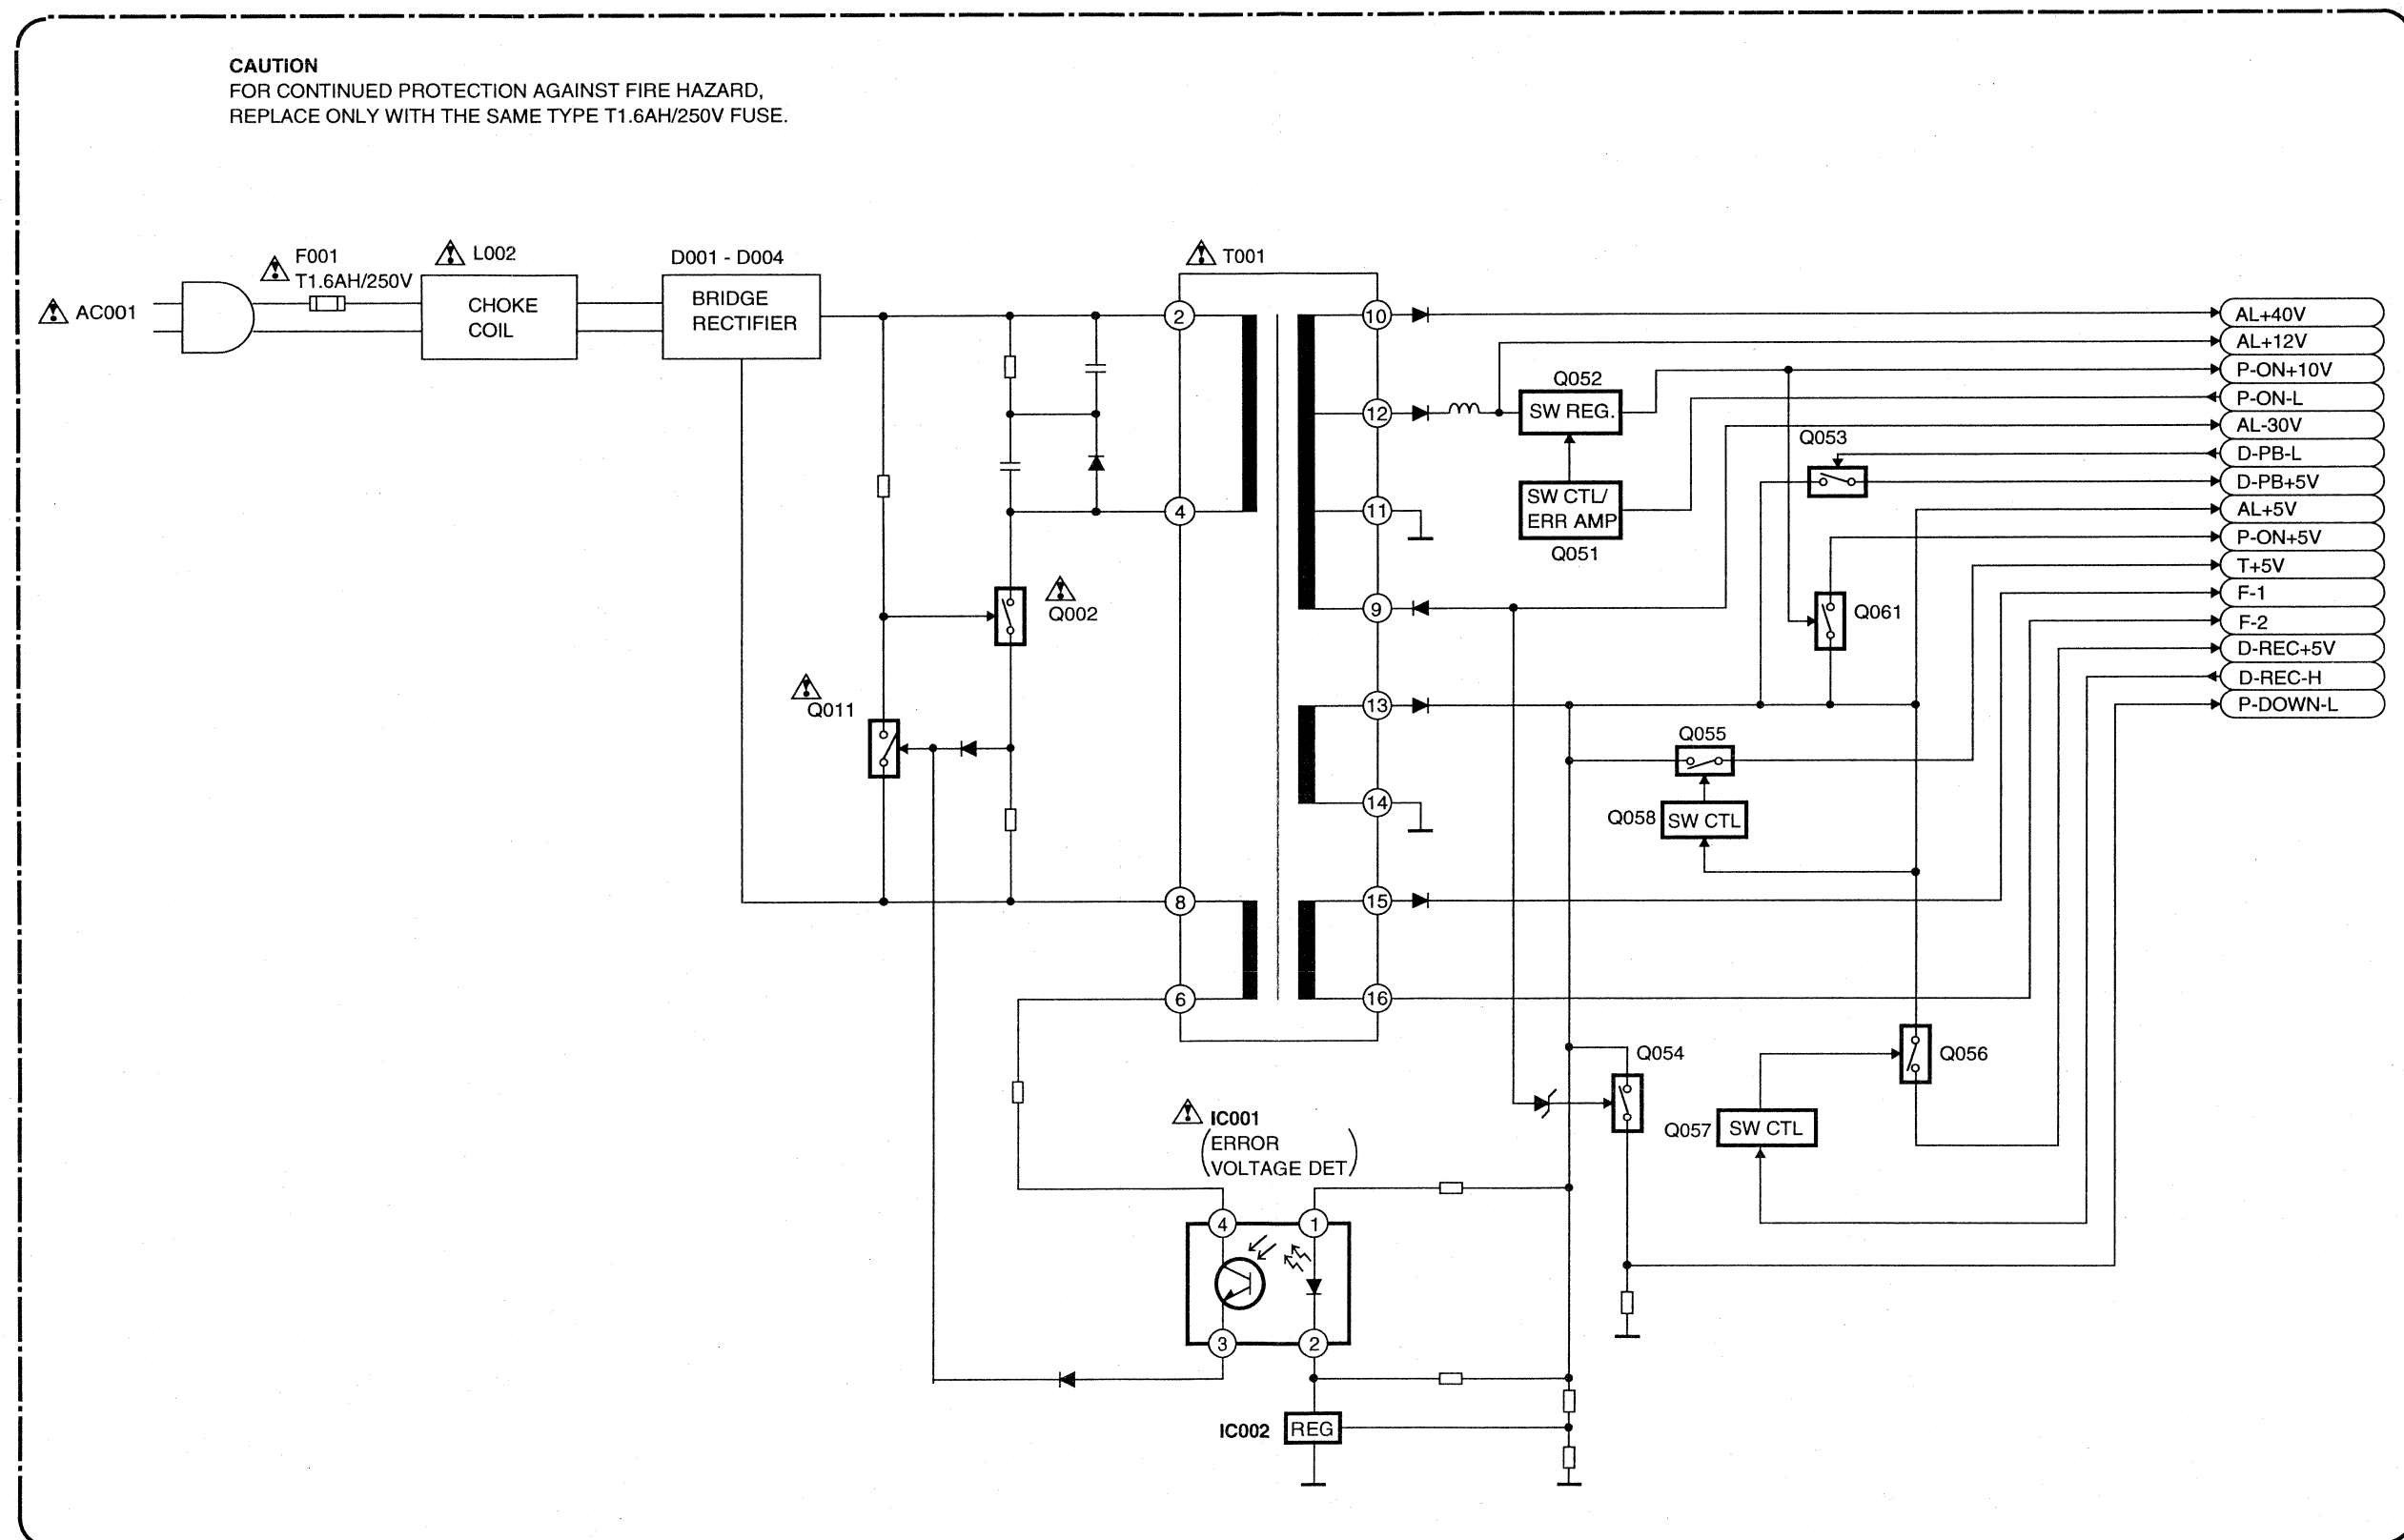 CAUTION
FOR CONTINUED PROTECTION AGAINST FIRE HAZARD,
REPLACE ONLY WITH THE SAME TYPE T1.6AH/250V FUSE.
AC001
F001
T1.6AH/250V
L002
CHOKE
COIL
D001 - D004
BRIDGE
RECTIFIER
T001
2
4
8
6
10
12
11
9
13
14
15
16
Q002
Q011
Q052
SW REG.
SW CTL/
ERR AMP
Q051
Q053
Q061
Q055
Q058
SW CTL
Q054
Q056
Q057
SW CTL
IC001
(ERROR
VOLTAGE DET)
4
1
3
2
IC002
REG
AL+40V
AL+12V
P-ON+10V
P-ON-L
AL-30V
D-PB-L
D-PB+5V
AL+5V
P-ON+5V
T+5V
F-1
F-2
D-REC+5V
D-REC-H
P-DOWN-L